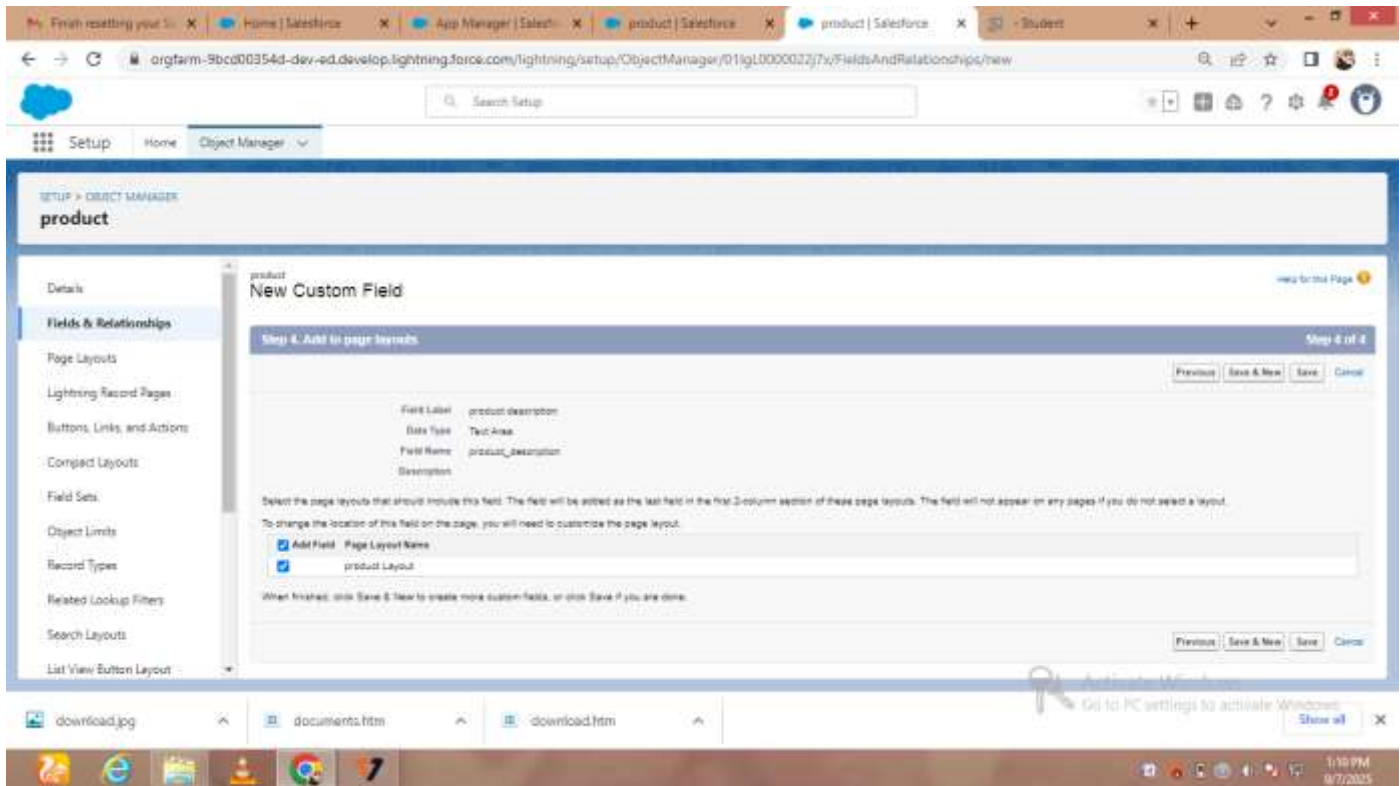 Finish resetting your S
Home | Salesforce
App Manager | Salesf
product | Salesforce
product | Salesforce
- Student
orgfarm-9bcd00354d-dev-ed.develop.lightning.force.com/lightning/setup/ObjectManager/01IgL0000022j7x/FieldsAndRelationships/new
Search Setup
Setup
Home
Object Manager
SETUP > OBJECT MANAGER
product
Details
Fields & Relationships
Page Layouts
Lightning Record Pages
Buttons, Links, and Actions
Compact Layouts
Field Sets
Object Limits
Record Types
Related Lookup Filters
Search Layouts
List View Button Layout
product
New Custom Field
Help for this Page
Step 4. Add to page layouts
Step 4 of 4
Previous Save & New Save Cancel
Field Label product description
Data Type Text Area
Field Name product_description
Description
Select the page layouts that should include this field. The field will be added as the last field in the first 2-column section of these page layouts. The field will not appear on any pages if you do not select a layout.
To change the location of this field on the page, you will need to customize the page layout.
Add Field Page Layout Name
product Layout
When finished, click Save & New to create more custom fields, or click Save if you are done.
Previous Save & New Save Cancel
Activate Windows
Go to PC settings to activate Windows.
download.jpg
documents.htm
download.htm
Show all
1:10 PM
9/7/2025